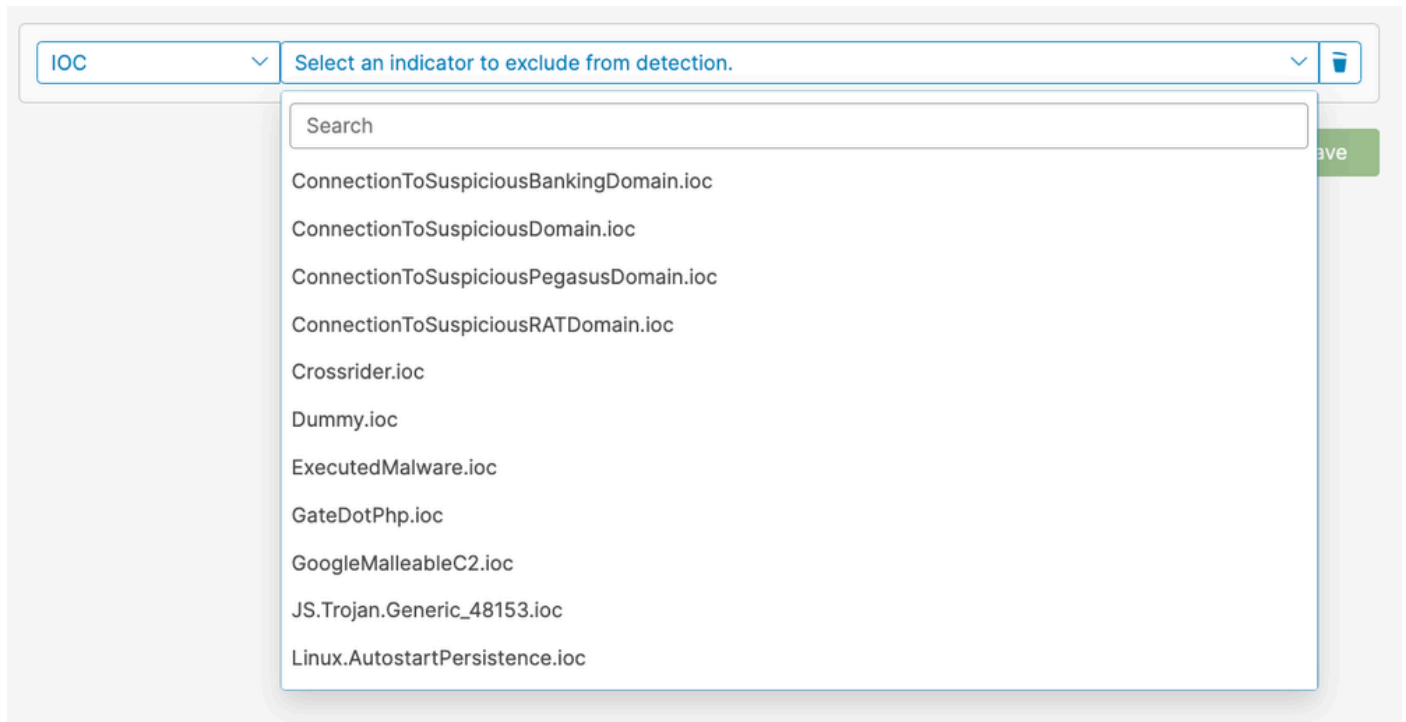 IOC
Select an indicator to exclude from detection.
Search
ave
ConnectionToSuspiciousBankingDomain.ioc
ConnectionToSuspiciousDomain.ioc
ConnectionToSuspiciousPegasusDomain.ioc
ConnectionToSuspiciousRATDomain.ioc
Crossrider.ioc
Dummy.ioc
ExecutedMalware.ioc
GateDotPhp.ioc
GoogleMalleableC2.ioc
JS.Trojan.Generic_48153.ioc
Linux.AutostartPersistence.ioc